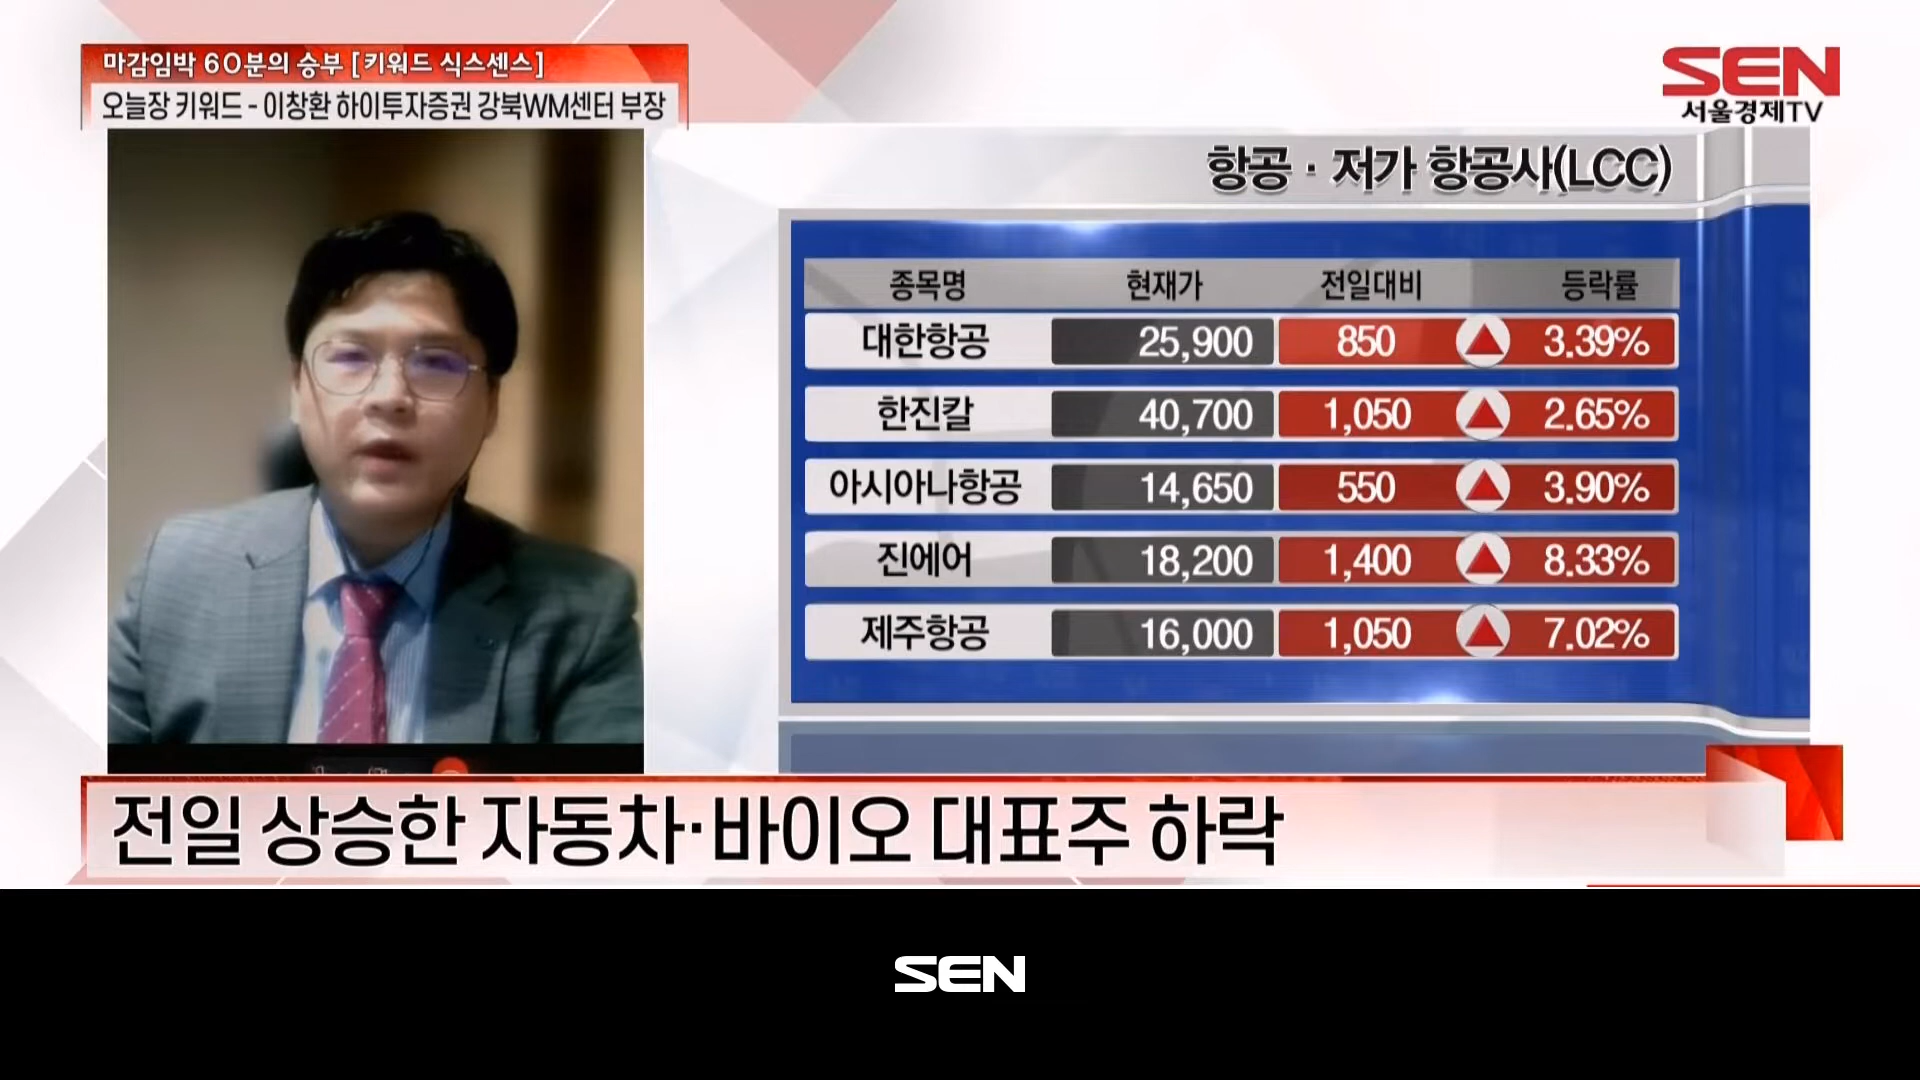 마감임박 60분의 승부 [키워드 식스센스]
오늘장 키워드 - 이창환 하이투자증권 강북WM센터 부장
SEN
서울경제TV
항공 · 저가 항공사(LCC)
종목명 현재가 전일대비 등락률
대한항공 25,900 850 ▲ 3.39%
한진칼 40,700 1,050 ▲ 2.65%
아시아나항공 14,650 550 ▲ 3.90%
진에어 18,200 1,400 ▲ 8.33%
제주항공 16,000 1,050 ▲ 7.02%
전일 상승한 자동차·바이오 대표주 하락
SEN